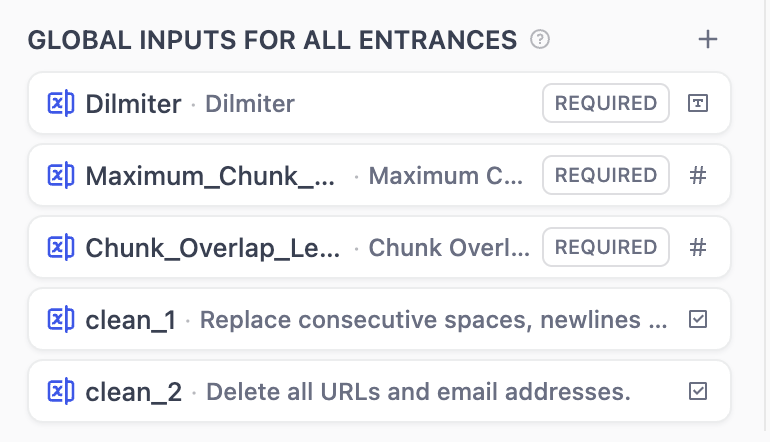 GLOBAL INPUTS FOR ALL ENTRANCES ?
Dilmiter · Dilmiter REQUIRED
Maximum_Chunk_... · Maximum C... REQUIRED #
Chunk_Overlap_Le... · Chunk Overl... REQUIRED #
clean_1 · Replace consecutive spaces, newlines ...
clean_2 · Delete all URLs and email addresses.